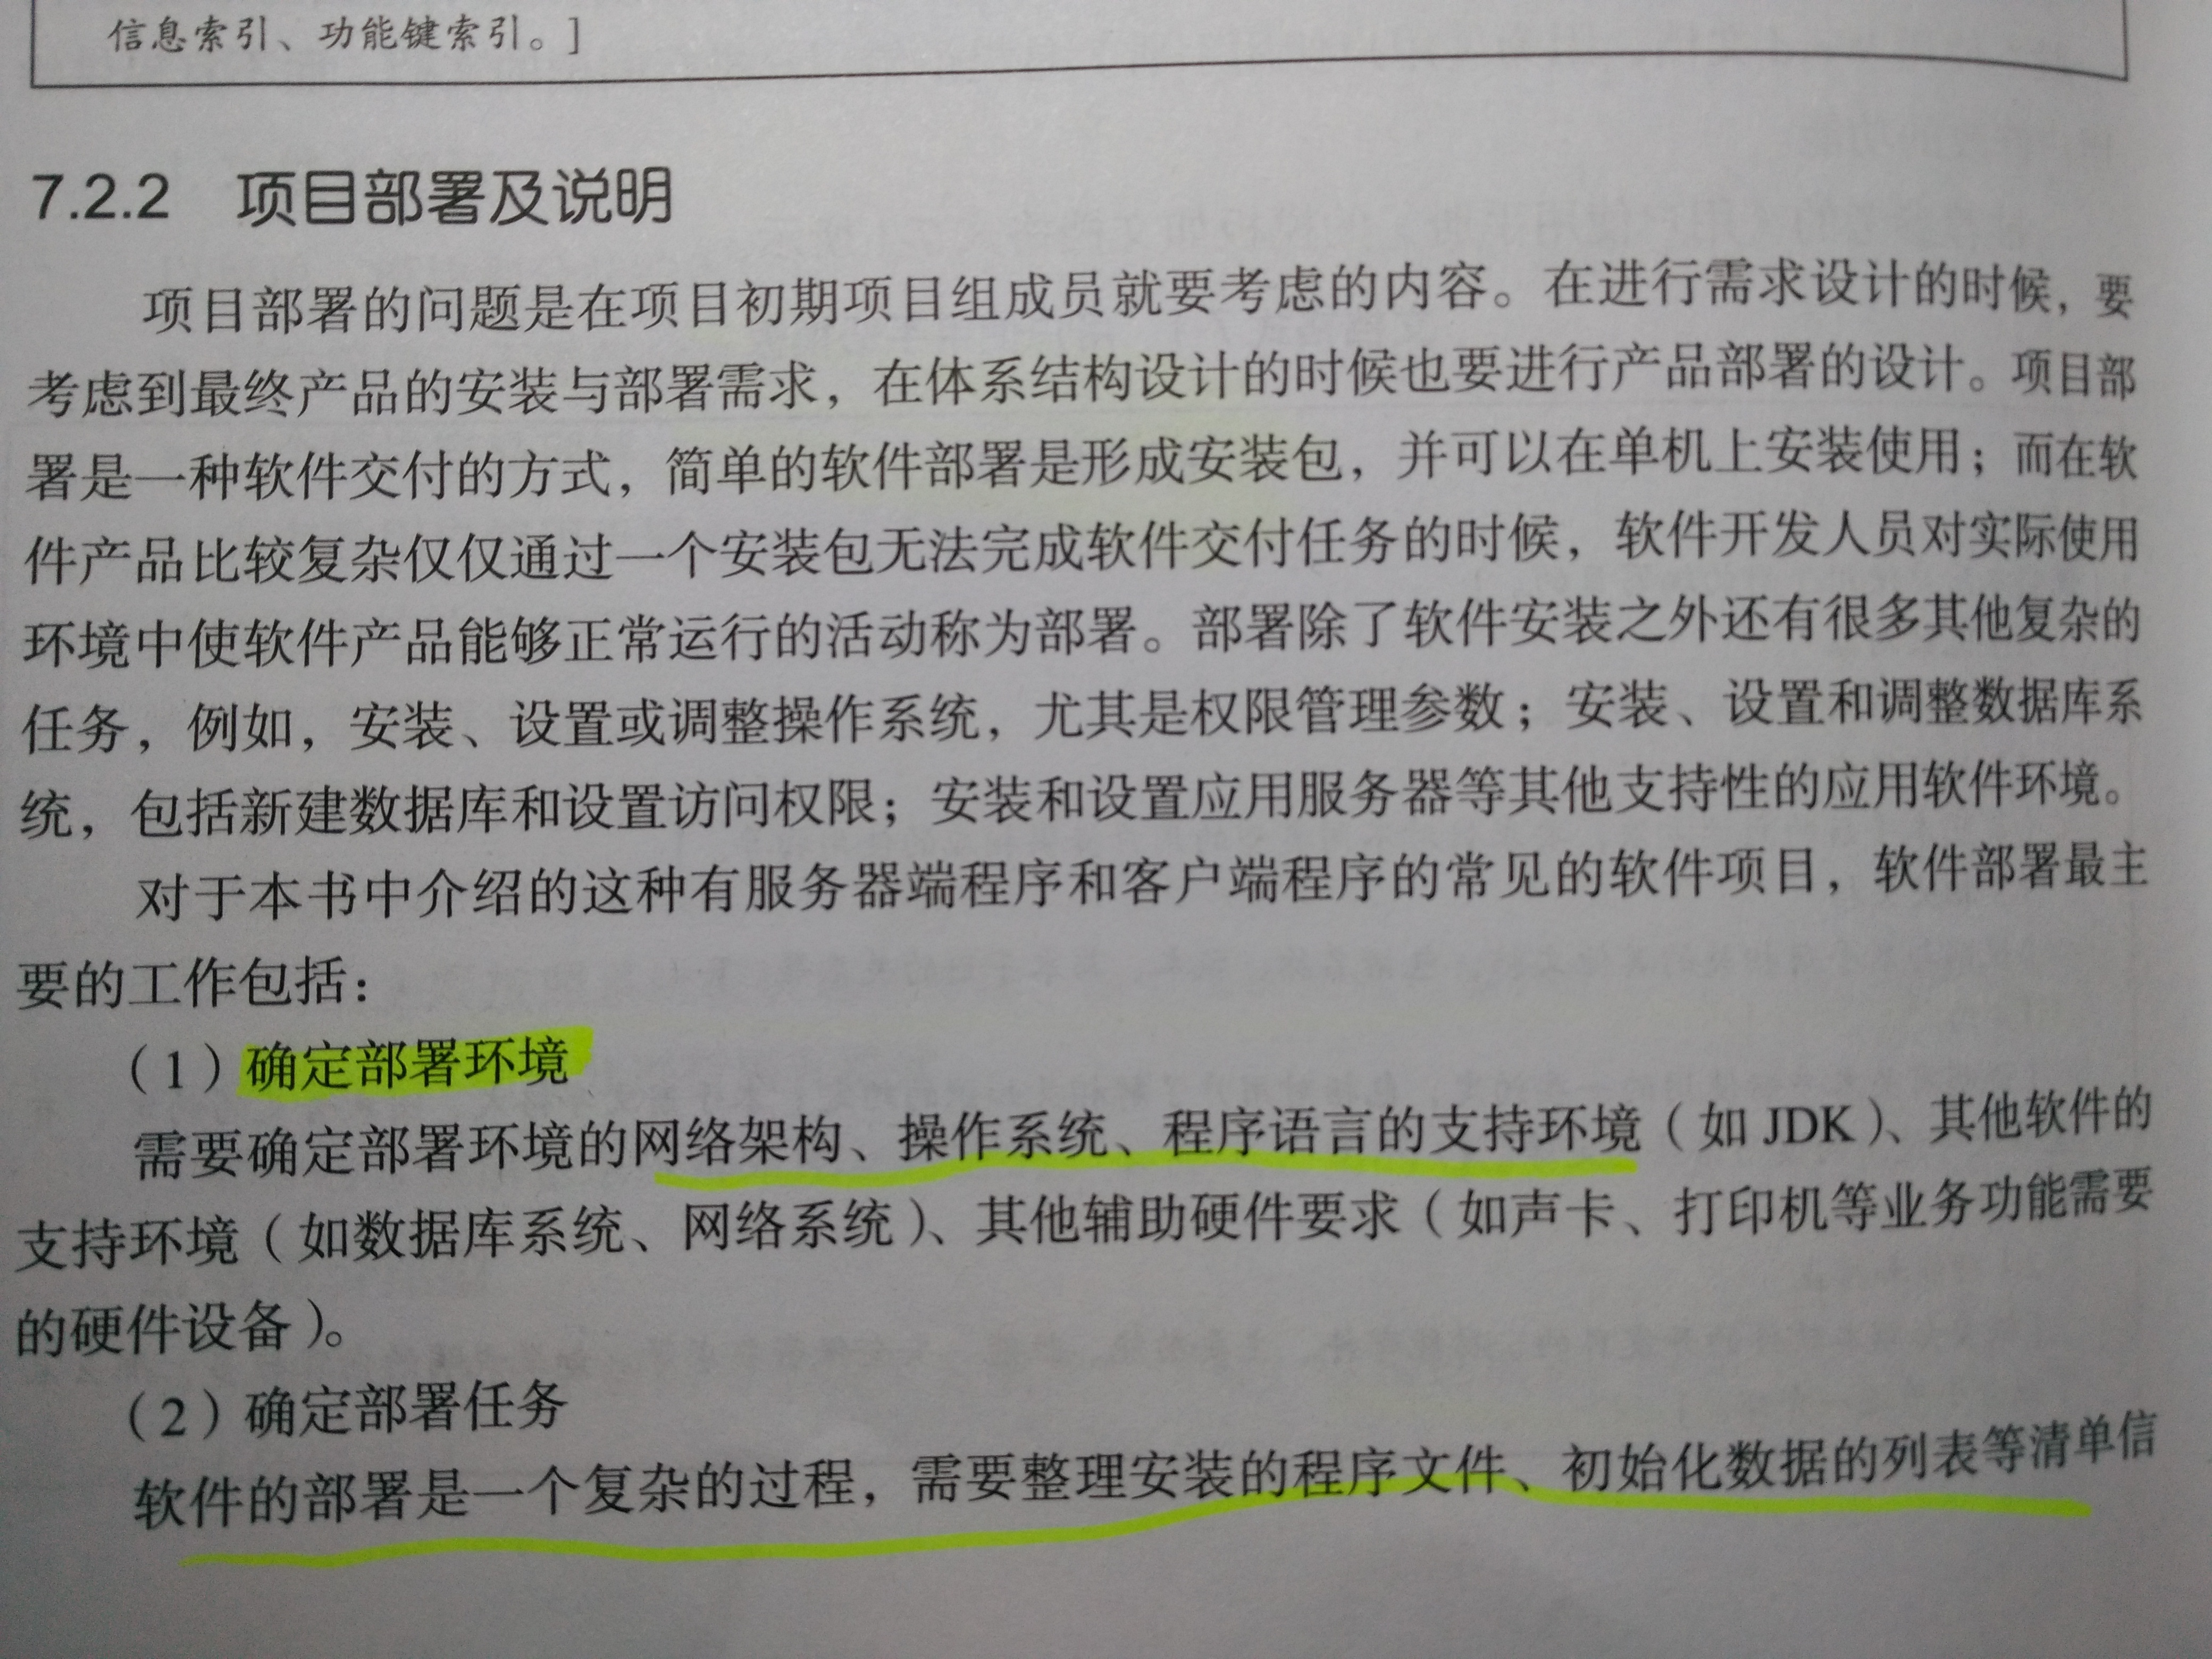 信息索引、功能键索引。]
7.2.2 项目部署及说明
项目部署的问题是在项目初期项目组成员就要考虑的内容。在进行需求设计的时候，要
考虑到最终产品的安装与部署需求，在体系结构设计的时候也要进行产品部署的设计。项目部
署是一种软件交付的方式，简单的软件部署是形成安装包，并可以在单机上安装使用；而在软
件产品比较复杂仅仅通过一个安装包无法完成软件交付任务的时候，软件开发人员对实际使用
环境中使软件产品能够正常运行的活动称为部署。部署除了软件安装之外还有很多其他复杂的
任务，例如，安装、设置或调整操作系统，尤其是权限管理参数；安装、设置和调整数据库系
统，包括新建数据库和设置访问权限；安装和设置应用服务器等其他支持性的应用软件环境。
对于本书中介绍的这种有服务器端程序和客户端程序的常见的软件项目，软件部署最主
要的工作包括：
（1）确定部署环境
需要确定部署环境的网络架构、操作系统、程序语言的支持环境（如 JDK）、其他软件的
支持环境（如数据库系统、网络系统）、其他辅助硬件要求（如声卡、打印机等业务功能需要
的硬件设备）。
（2）确定部署任务
软件的部署是一个复杂的过程，需要整理安装的程序文件、初始化数据的列表等清单信